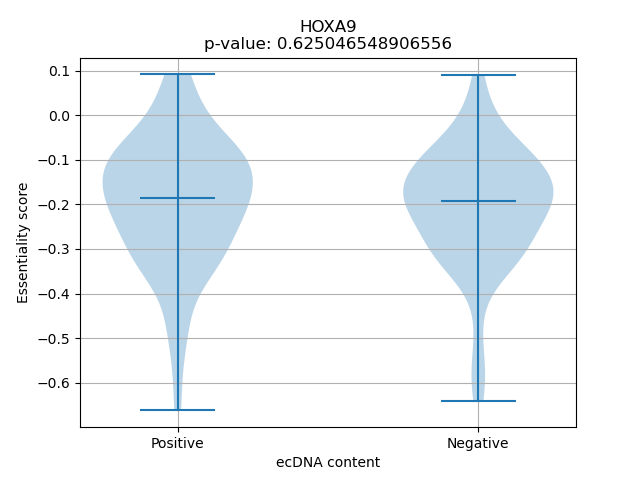 HOXA9
p-value: 0.625046548906556
0.1
0.0
−0.1
−0.2
−0.3
−0.4
−0.5
−0.6
Essentiality score
Positive
Negative
ecDNA content